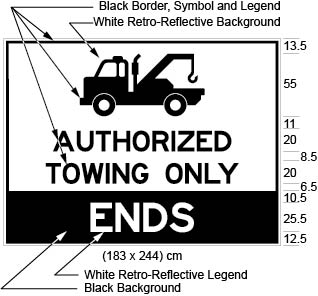 Black Border, Symbol and Legend
White Retro-Reflective Background
13.5
55
11
AUTHORIZED
20
8.5
TOWING ONLY
20
6.5
10.5
ENDS
25.5
12.5
(183 x 244) cm
White Retro-Reflective Legend
Black Background